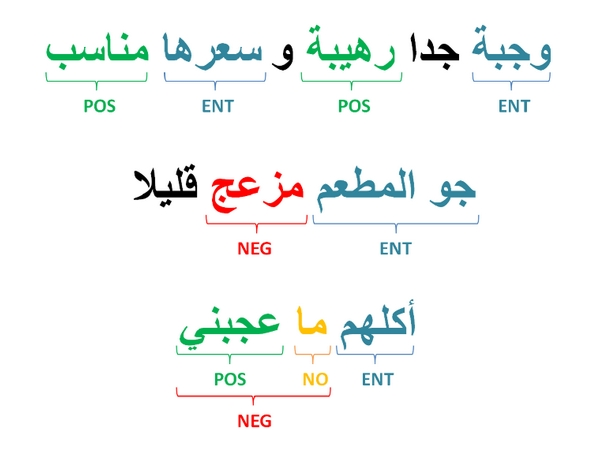 وجبة جدا رهيبة و سعرها مناسب
POS ENT POS ENT
جو المطعم مزعج قليلا
NEG ENT
أكلهم ما عجبني
POS NO ENT
NEG